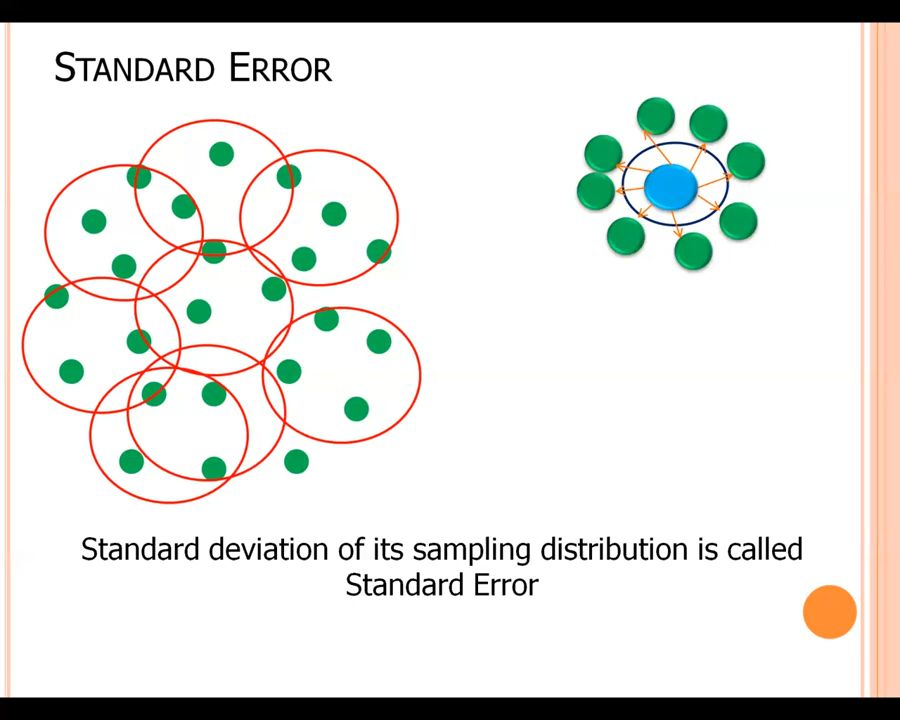 STANDARD ERROR
Standard deviation of its sampling distribution is called
Standard Error